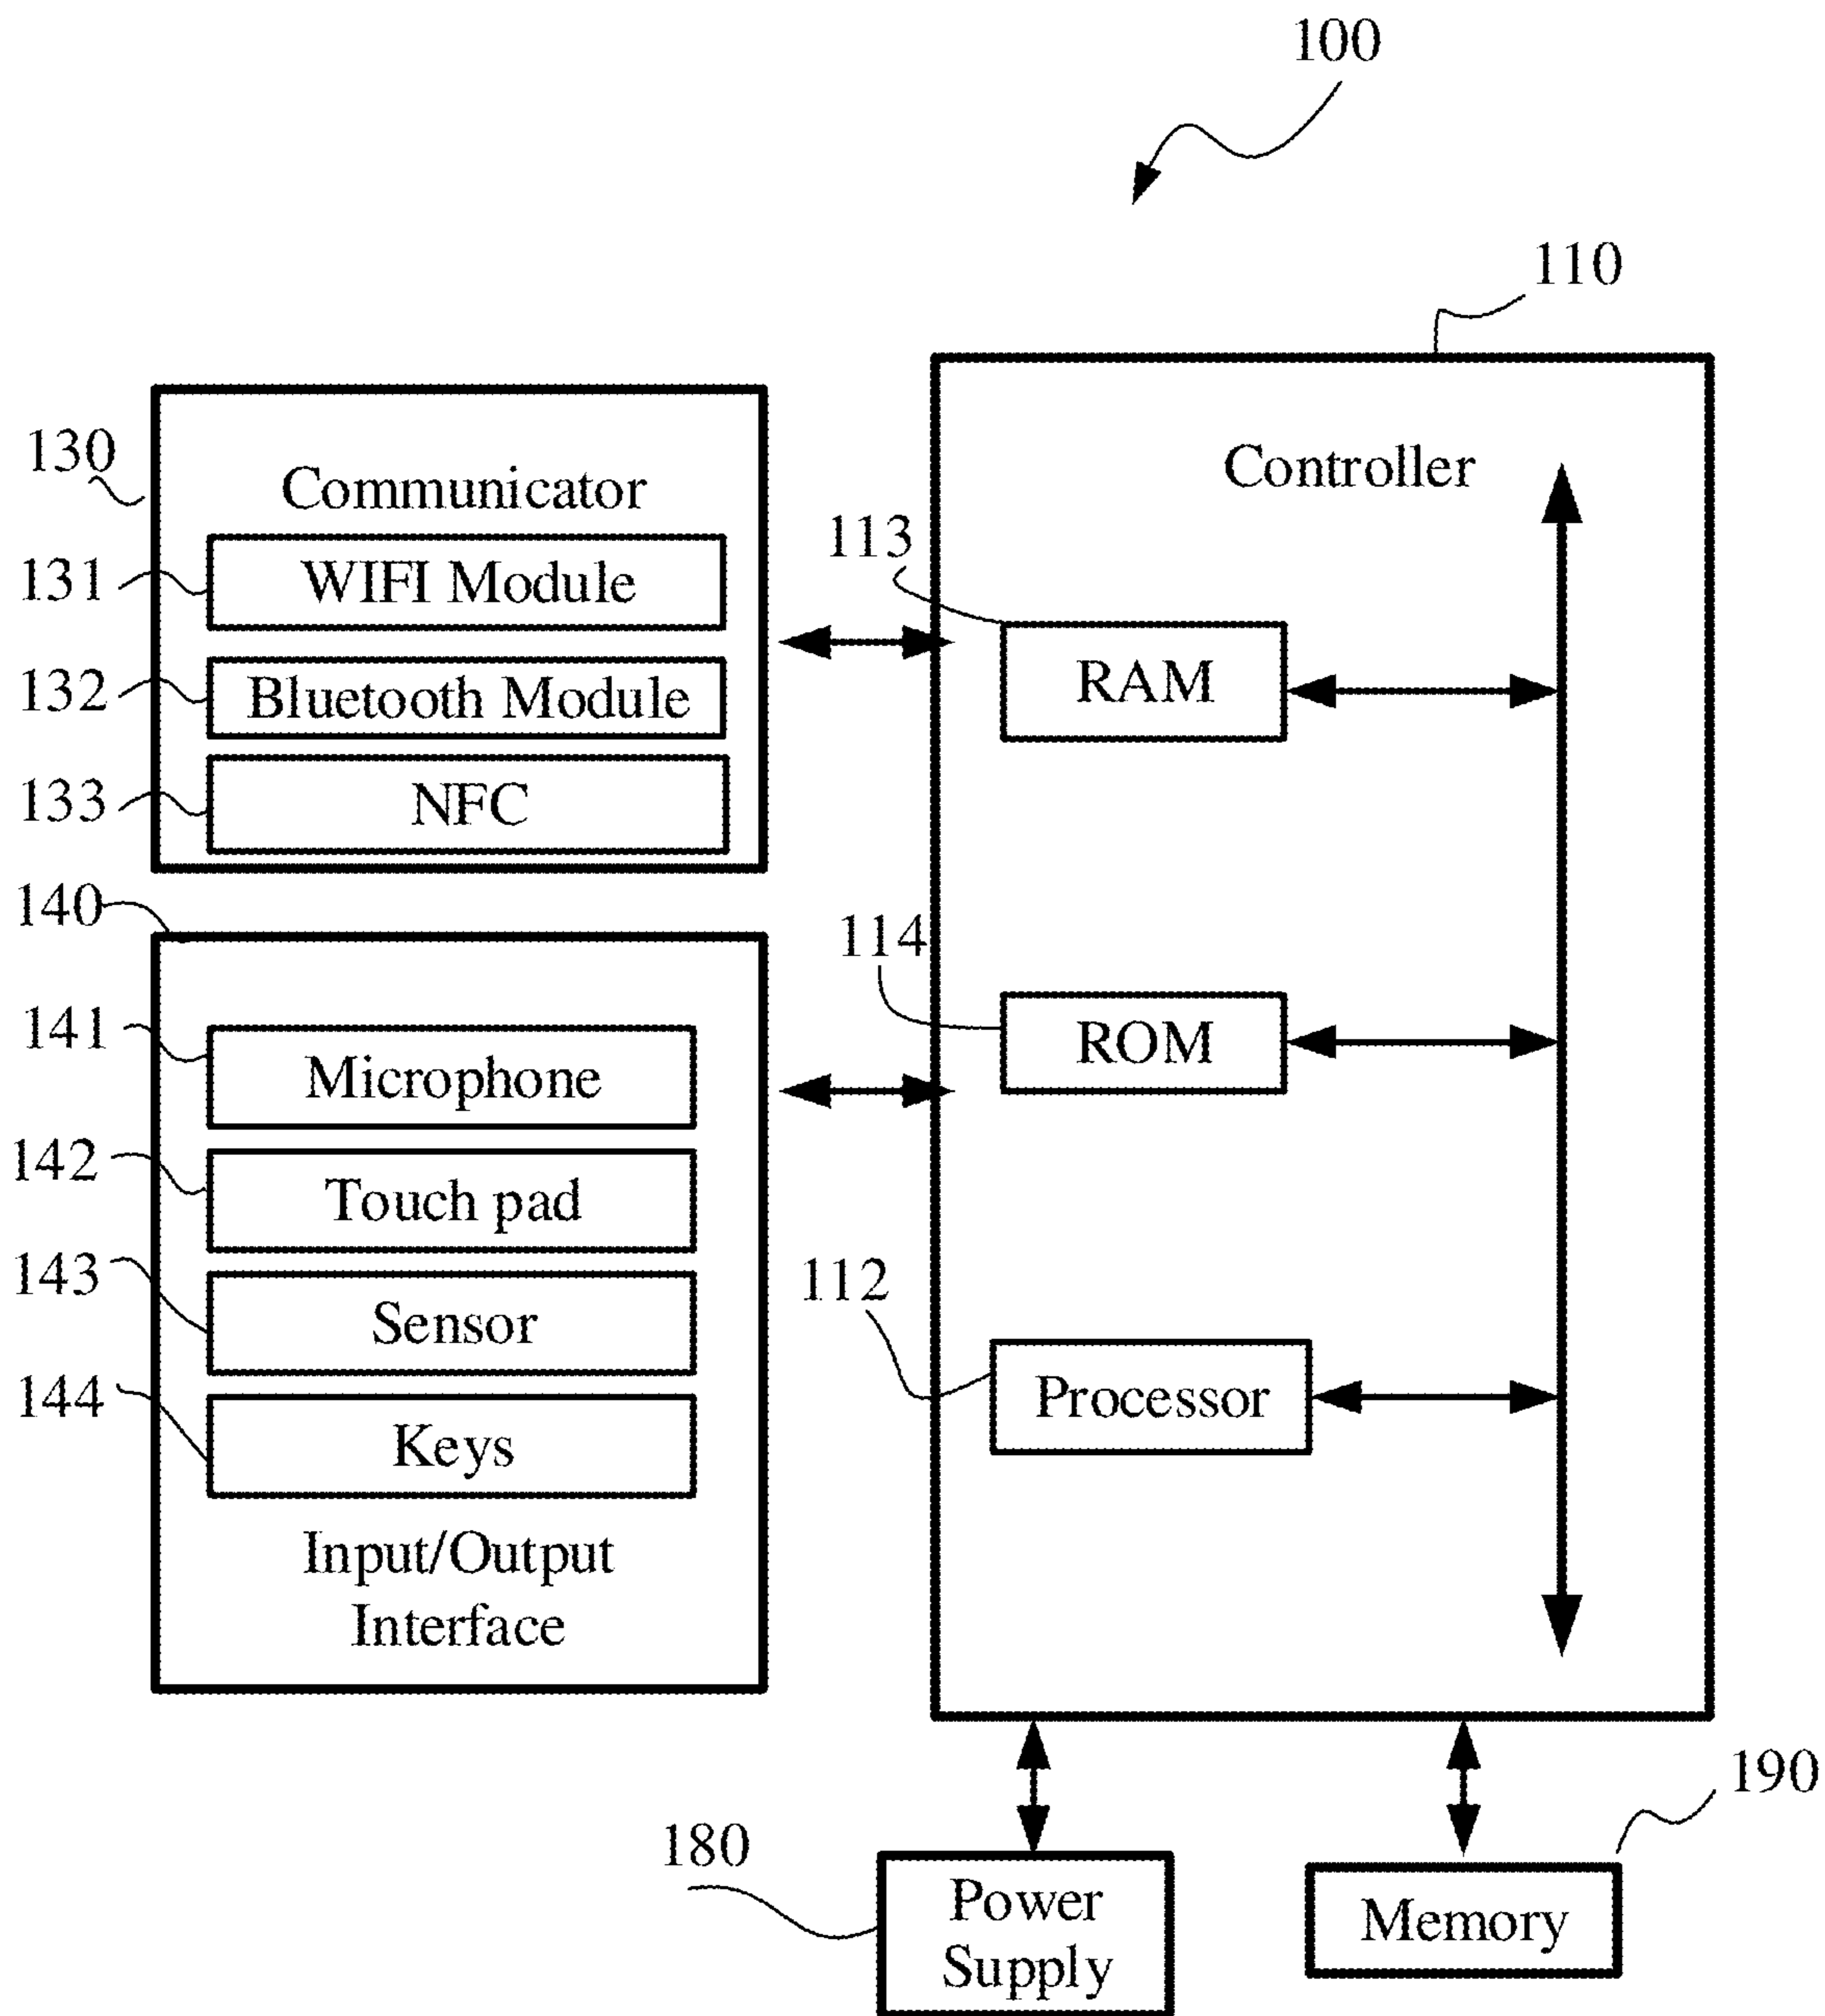 100
110
130
Communicator
Controller
131
WIFI Module
113
132
Bluetooth Module
RAM
133
NFC
140
114
141
Microphone
ROM
142
Touch pad
143
Sensor
112
144
Keys
Processor
Input/Output
Interface
190
180
Power
Supply
Memory